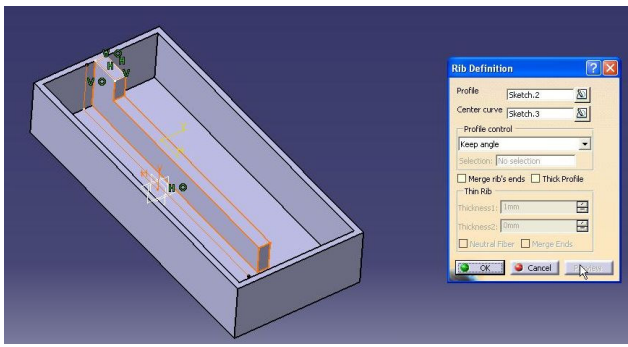 Rib Definition
Profile Sketch.2
Center curve Sketch.3
Profile control
Keep angle
Selection: No selection
Merge rib's ends Thick Profile
Thin Rib
Thickness1: 1mm
Thickness2: 0mm
Neutral Fiber Merge Ends
OK Cancel
V
H
V
V
H
H